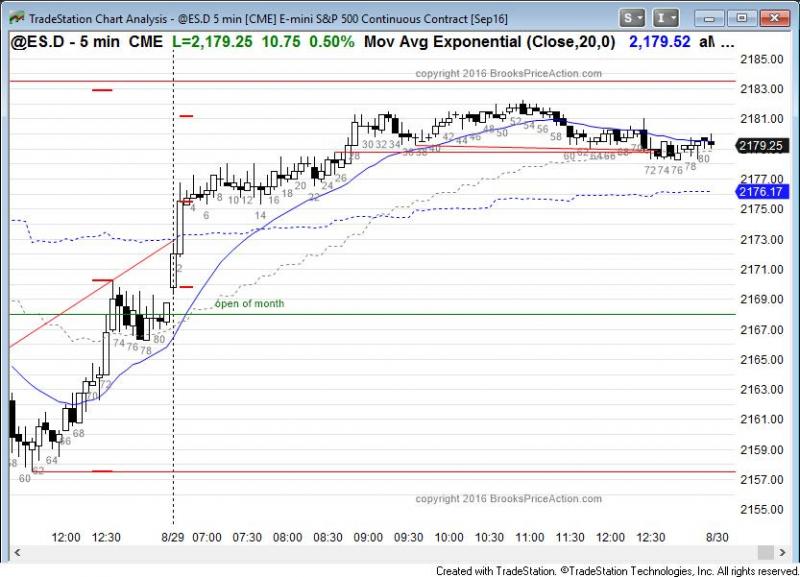 TradeStation Chart Analysis - @ES.D 5 min [CME] E-mini S&P 500 Continuous Contract [Sep16]
S
I
@ES.D - 5 min CME L=2,179.25 10.75 0.50% Mov Avg Exponential (Close,20,0) 2,179.52 al\ ...
copyright 2016 BrooksPriceAction.com
2185.00
2183.00
2181.00
2179.25
2177.00
2176.17
2175.00
2173.00
2171.00
2169.00
2167.00
2165.00
2163.00
2161.00
2159.00
2157.00
2155.00
open of month
60 64 66 68 70 72 74 76 78 80
2 4 6 8 10 12 14 16 18 20 22 24 26 28 30 32 34 36 38 40 42 44 46 48 50 52 54 56 58 60 62 64 66 68 70 72 74 76 78 80
copyright 2016 BrooksPriceAction.com
12:00 12:30 8/29 07:00 07:30 08:00 08:30 09:00 09:30 10:00 10:30 11:00 11:30 12:00 12:30 8/30
Created with TradeStation. ©TradeStation Technologies, Inc. All rights reserved.